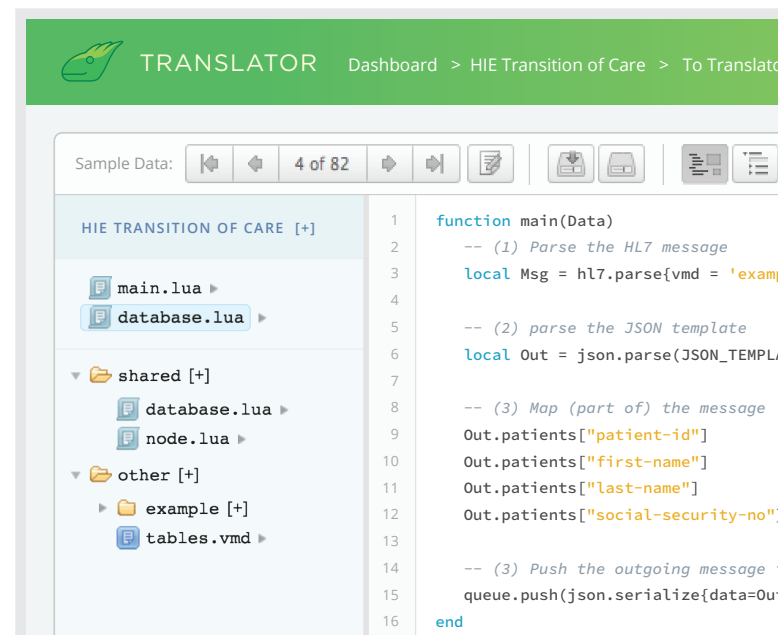 TRANSLATOR Dashboard > HIE Transition of Care > To Translato
Sample Data: 4 of 82
HIE TRANSITION OF CARE [+]
main.lua
database.lua
shared [+]
database.lua
node.lua
other [+]
example [+]
tables.vmd
1 function main(Data)
2 -- (1) Parse the HL7 message
3 local Msg = hl7.parse{vmd = 'examp
4
5 -- (2) parse the JSON template
6 local Out = json.parse(JSON_TEMPLA
7
8 -- (3) Map (part of) the message
9 Out.patients["patient-id"]
10 Out.patients["first-name"]
11 Out.patients["last-name"]
12 Out.patients["social-security-no"]
13
14 -- (3) Push the outgoing message
15 queue.push(json.serialize{data=Ou
16 end